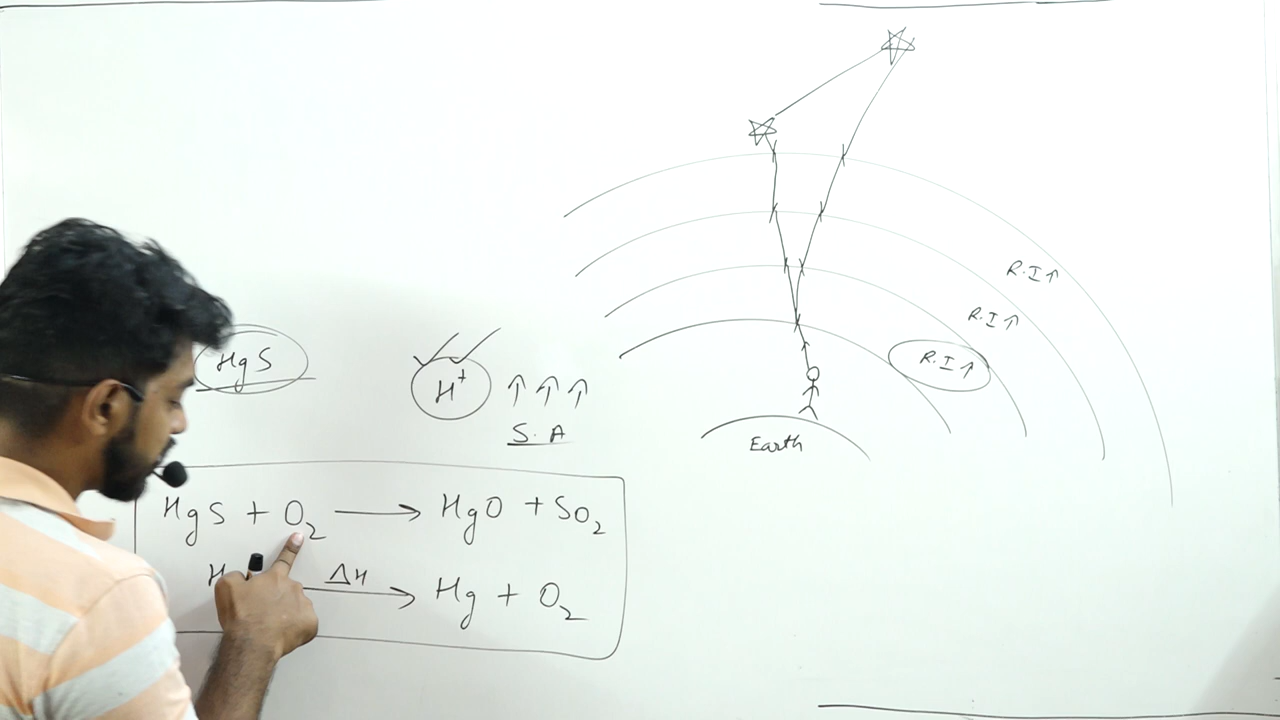 HgS
H⁺ ↑ ↑ ↑
S.A
HgS + O₂ ⟶ HgO + SO₂
ΔH ⟶ Hg + O₂
R.I↑
R.I↑
R.I↑
Earth